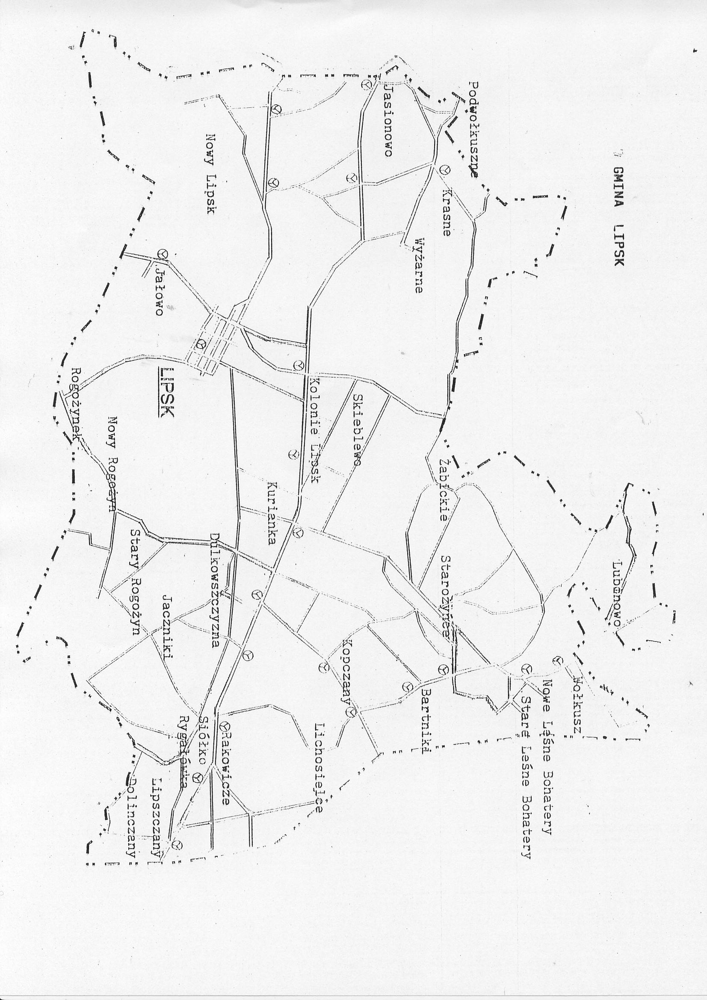 GMINA LIPSK
Podwołkuszne
Jasionowo
Krasne
Wyżarne
Nowy Lipsk
Jałowo
LIPSK
Rogożynek
Nowy Rogożyn
Kolonie Lipsk
Skieblewo
Żabickie
Kurianka
Starożyńce
Lubinowo
Stary Rogożyn
Dulkowszczyzna
Jaczniki
Kopczany
Bartniki
Wołkusz
Nowe Leśne Bohatery
Stare Leśne Bohatery
Lichosielce
Rakowicze
Siółko
Rygałówka
Lipszczany
Dolinczany